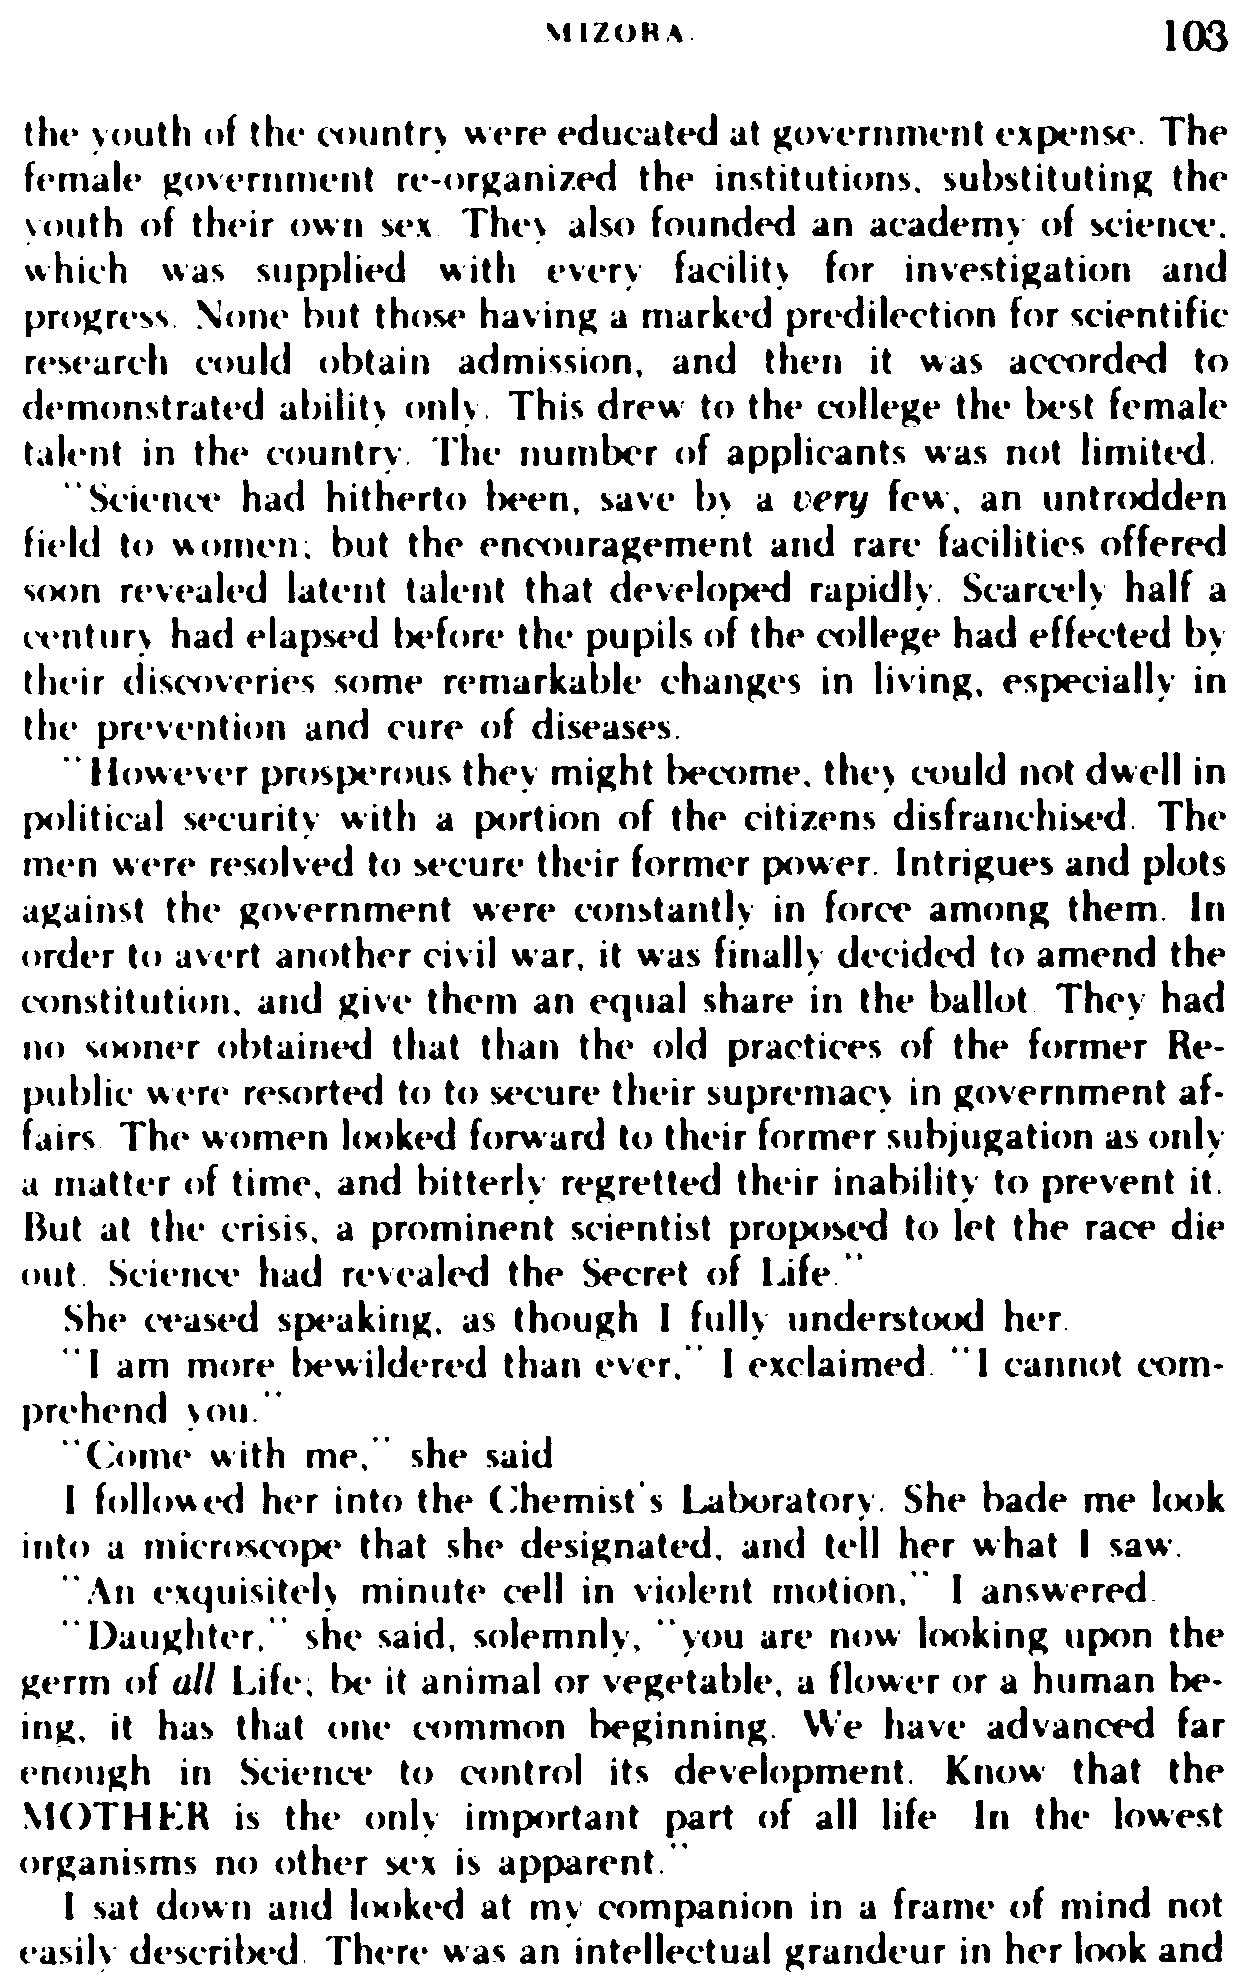 MIZORA. 103
the youth of the country were educated at government expense. The
female government re-organized the institutions, substituting the
youth of their own sex. They also founded an academy of science,
which was supplied with every facility for investigation and
progress. None but those having a marked predilection for scientific
research could obtain admission, and then it was accorded to
demonstrated ability only. This drew to the college the best female
talent in the country. The number of applicants was not limited.
"Science had hitherto been, save by a very few, an untrodden
field to women; but the encouragement and rare facilities offered
soon revealed latent talent that developed rapidly. Scarcely half a
century had elapsed before the pupils of the college had effected by
their discoveries some remarkable changes in living, especially in
the prevention and cure of diseases.
"However prosperous they might become, they could not dwell in
political security with a portion of the citizens disfranchised. The
men were resolved to secure their former power. Intrigues and plots
against the government were constantly in force among them. In
order to avert another civil war, it was finally decided to amend the
constitution, and give them an equal share in the ballot. They had
no sooner obtained that than the old practices of the former Re-
public were resorted to to secure their supremacy in government af-
fairs. The women looked forward to their former subjugation as only
a matter of time, and bitterly regretted their inability to prevent it.
But at the crisis, a prominent scientist proposed to let the race die
out. Science had revealed the Secret of Life."
She ceased speaking, as though I fully understood her.
"I am more bewildered than ever," I exclaimed. "I cannot com-
prehend you."
"Come with me," she said
I followed her into the Chemist's Laboratory. She bade me look
into a microscope that she designated, and tell her what I saw.
"An exquisitely minute cell in violent motion," I answered.
"Daughter," she said, solemnly, "you are now looking upon the
germ of all Life; be it animal or vegetable, a flower or a human be-
ing, it has that one common beginning. We have advanced far
enough in Science to control its development. Know that the
MOTHER is the only important part of all life In the lowest
organisms no other sex is apparent."
I sat down and looked at my companion in a frame of mind not
easily described. There was an intellectual grandeur in her look and